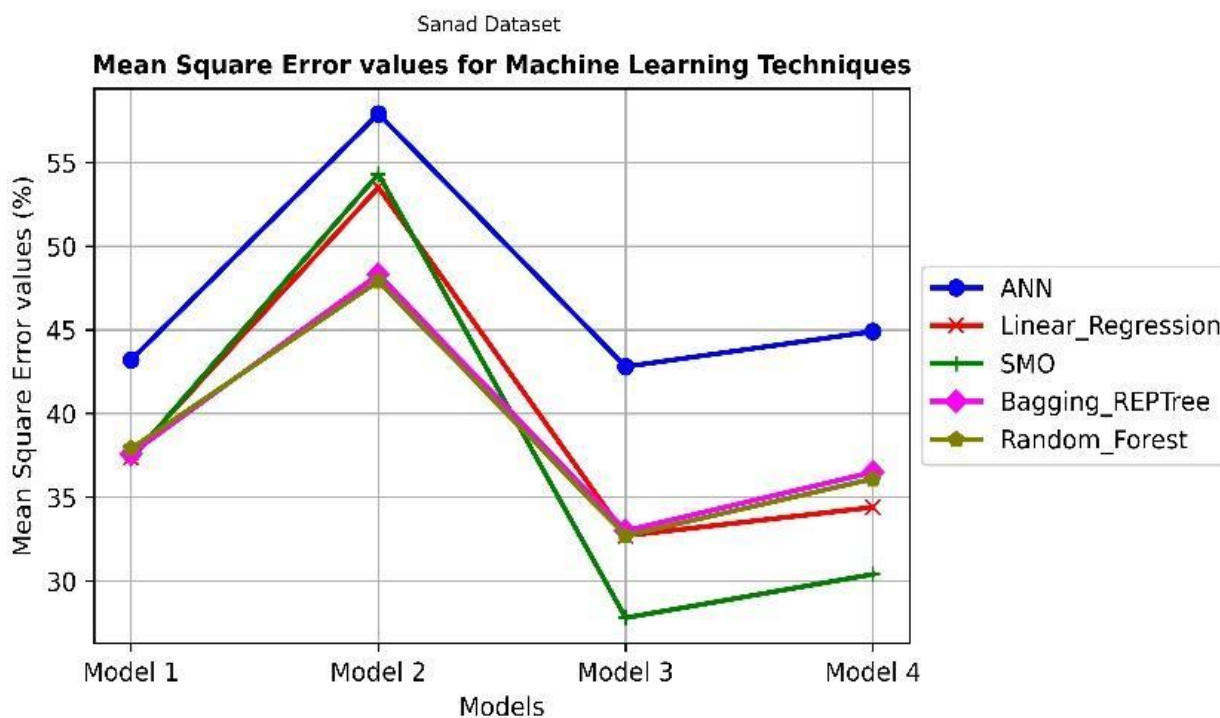 Sanad Dataset
Mean Square Error values for Machine Learning Techniques
Mean Square Error values (%)
55
50
45
40
35
30
Model 1
Model 2
Model 3
Model 4
Models
ANN
Linear_Regression
SMO
Bagging_REPTree
Random_Forest